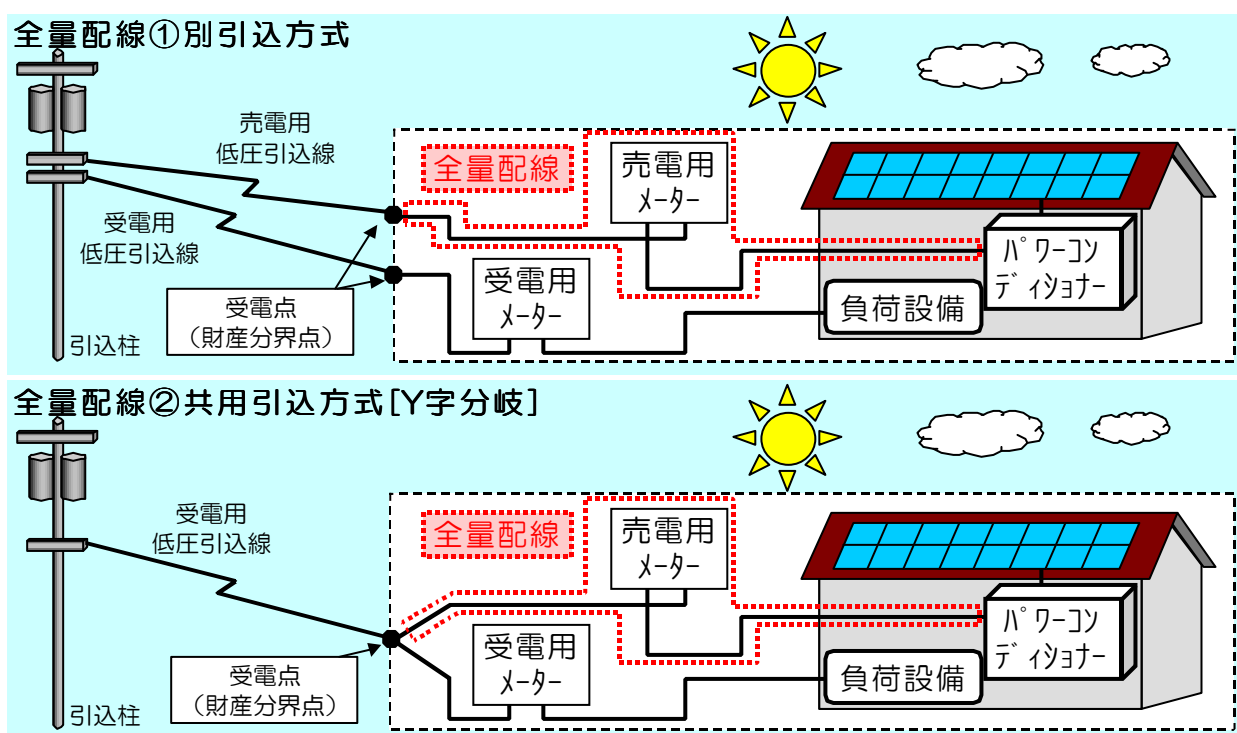 全量配線①別引込方式
売電用
低圧引込線
全量配線
売電用
メーター
受電用
低圧引込線
パワーコン
ディショナー
受電用
メーター
負荷設備
受電点
（財産分界点）
引込柱
全量配線②共用引込方式[Y字分岐]
受電用
低圧引込線
全量配線
売電用
メーター
パワーコン
ディショナー
受電用
メーター
負荷設備
受電点
（財産分界点）
引込柱